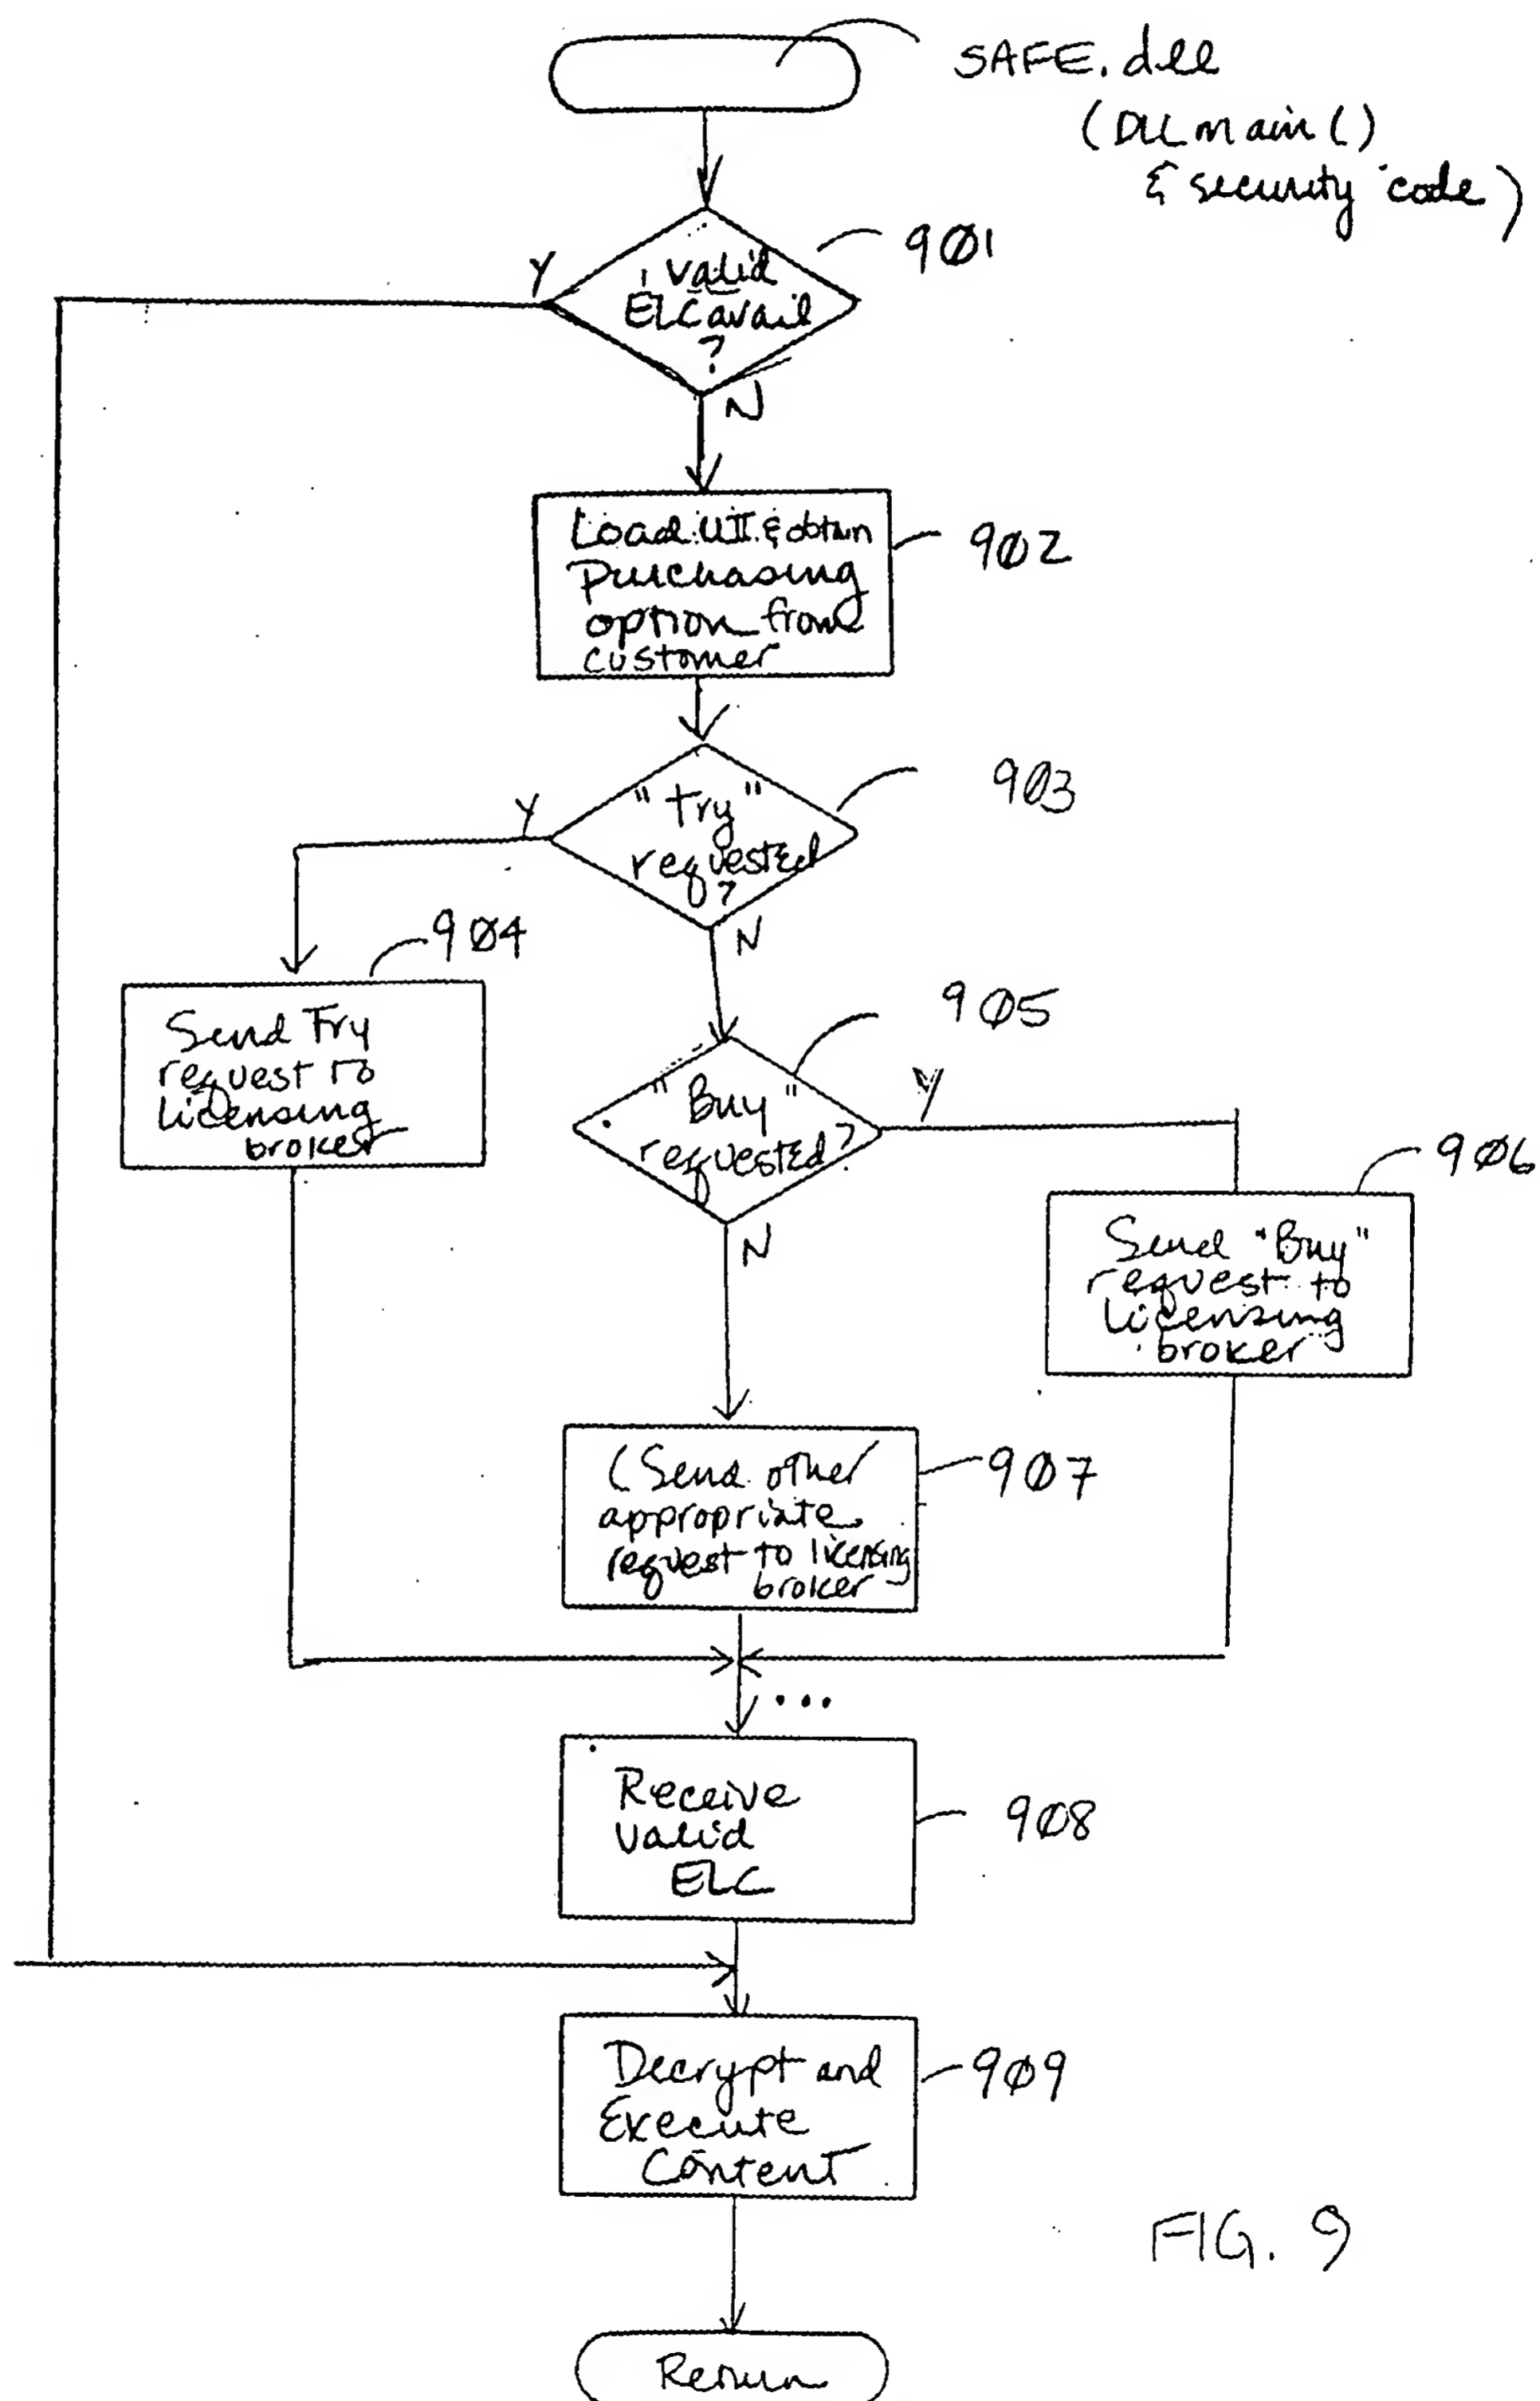 SAFE.dll
(DLLmain()
& security code)
901
Y
valid
ELC avail
?
N
902
Load UI & obtain
purchasing
option from
customer
903
Y
"try"
requested
?
N
904
Send Try
request to
licensing
broker
905
"Buy"
requested?
Y
N
906
Send "Buy"
request to
licensing
broker
907
(Send other
appropriate
request to licensing
broker
...
908
Receive
valid
ELC
909
Decrypt and
Execute
Content
FIG. 9
Return